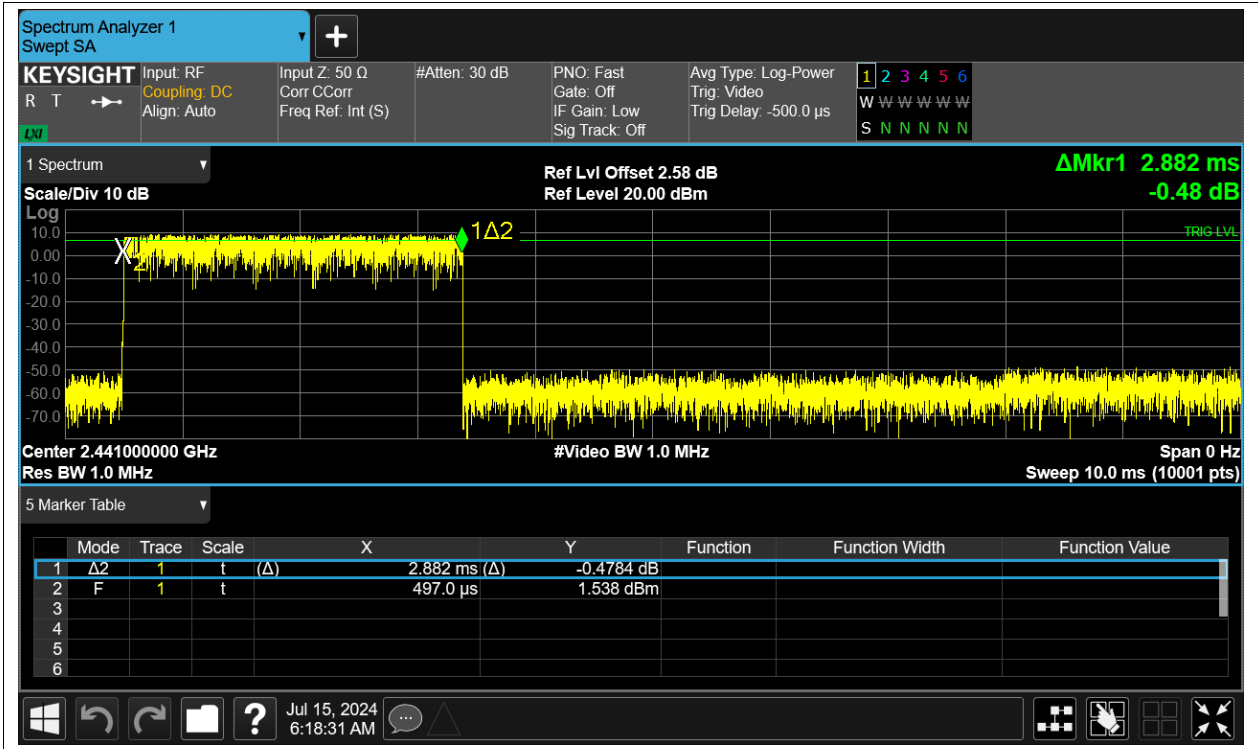 Spectrum Analyzer 1
Swept SA
KEYSIGHT
R T
LXI
Input: RF
Coupling: DC
Align: Auto
Input Z: 50 Ω
Corr CCorr
Freq Ref: Int (S)
#Atten: 30 dB
PNO: Fast
Gate: Off
IF Gain: Low
Sig Track: Off
Avg Type: Log-Power
Trig: Video
Trig Delay: -500.0 µs
1 2 3 4 5 6
W W W W W W
S N N N N N
1 Spectrum
Scale/Div 10 dB
Ref Lvl Offset 2.58 dB
Ref Level 20.00 dBm
ΔMkr1 2.882 ms
-0.48 dB
Log
10.0
0.00
-10.0
-20.0
-30.0
-40.0
-50.0
-60.0
-70.0
2
1Δ2
TRIG LVL
Center 2.441000000 GHz
#Video BW 1.0 MHz
Span 0 Hz
Res BW 1.0 MHz
Sweep 10.0 ms (10001 pts)
5 Marker Table
Mode Trace Scale X Y Function Function Width Function Value
1 Δ2 1 t (Δ) 2.882 ms (Δ) -0.4784 dB
2 F 1 t 497.0 µs 1.538 dBm
3
4
5
6
?
Jul 15, 2024
6:18:31 AM